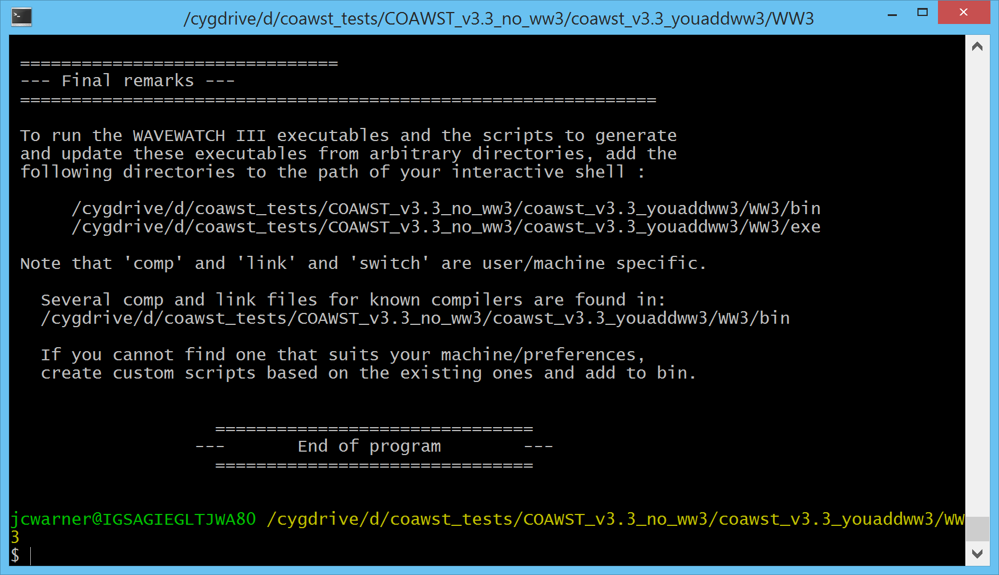 /cygdrive/d/coawst_tests/COAWST_v3.3_no_ww3/coawst_v3.3_youaddww3/WW3
===============================
--- Final remarks ---
==============================================================
To run the WAVEWATCH III executables and the scripts to generate
and update these executables from arbitrary directories, add the
following directories to the path of your interactive shell :
/cygdrive/d/coawst_tests/COAWST_v3.3_no_ww3/coawst_v3.3_youaddww3/WW3/bin
/cygdrive/d/coawst_tests/COAWST_v3.3_no_ww3/coawst_v3.3_youaddww3/WW3/exe
Note that 'comp' and 'link' and 'switch' are user/machine specific.
Several comp and link files for known compilers are found in:
/cygdrive/d/coawst_tests/COAWST_v3.3_no_ww3/coawst_v3.3_youaddww3/WW3/bin
If you cannot find one that suits your machine/preferences,
create custom scripts based on the existing ones and add to bin.
===============================
---       End of program        ---
===============================
jcwarner@IGSAGIEGLTJWA80 /cygdrive/d/coawst_tests/COAWST_v3.3_no_ww3/coawst_v3.3_youaddww3/WW
3
$